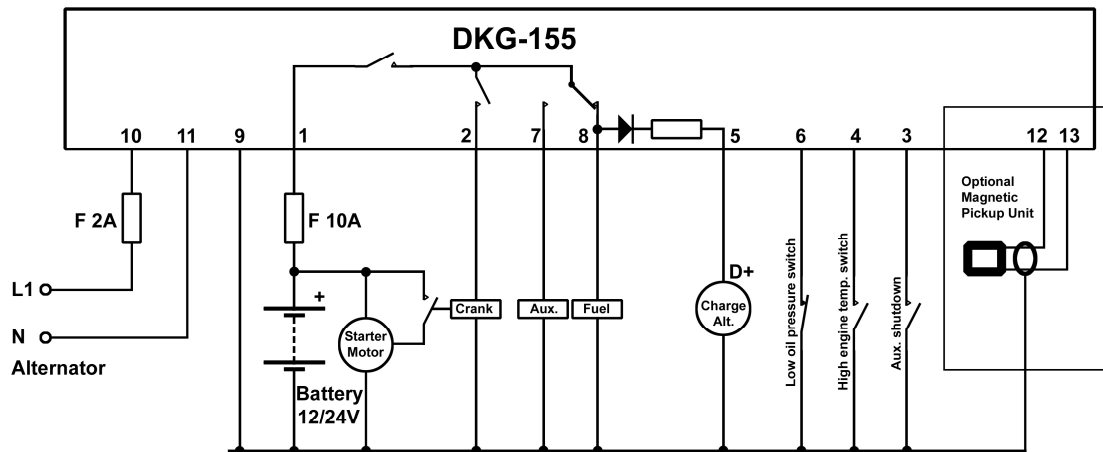 DKG-155
10 11 9 1 2 7 8 5 6 4 3 12 13
Optional
Magnetic
Pickup Unit
F 2A
F 10A
L1
N
Alternator
+
Battery
12/24V
Starter
Motor
Crank
Aux.
Fuel
D+
Charge
Alt.
Low oil pressure switch
High engine temp. switch
Aux. shutdown